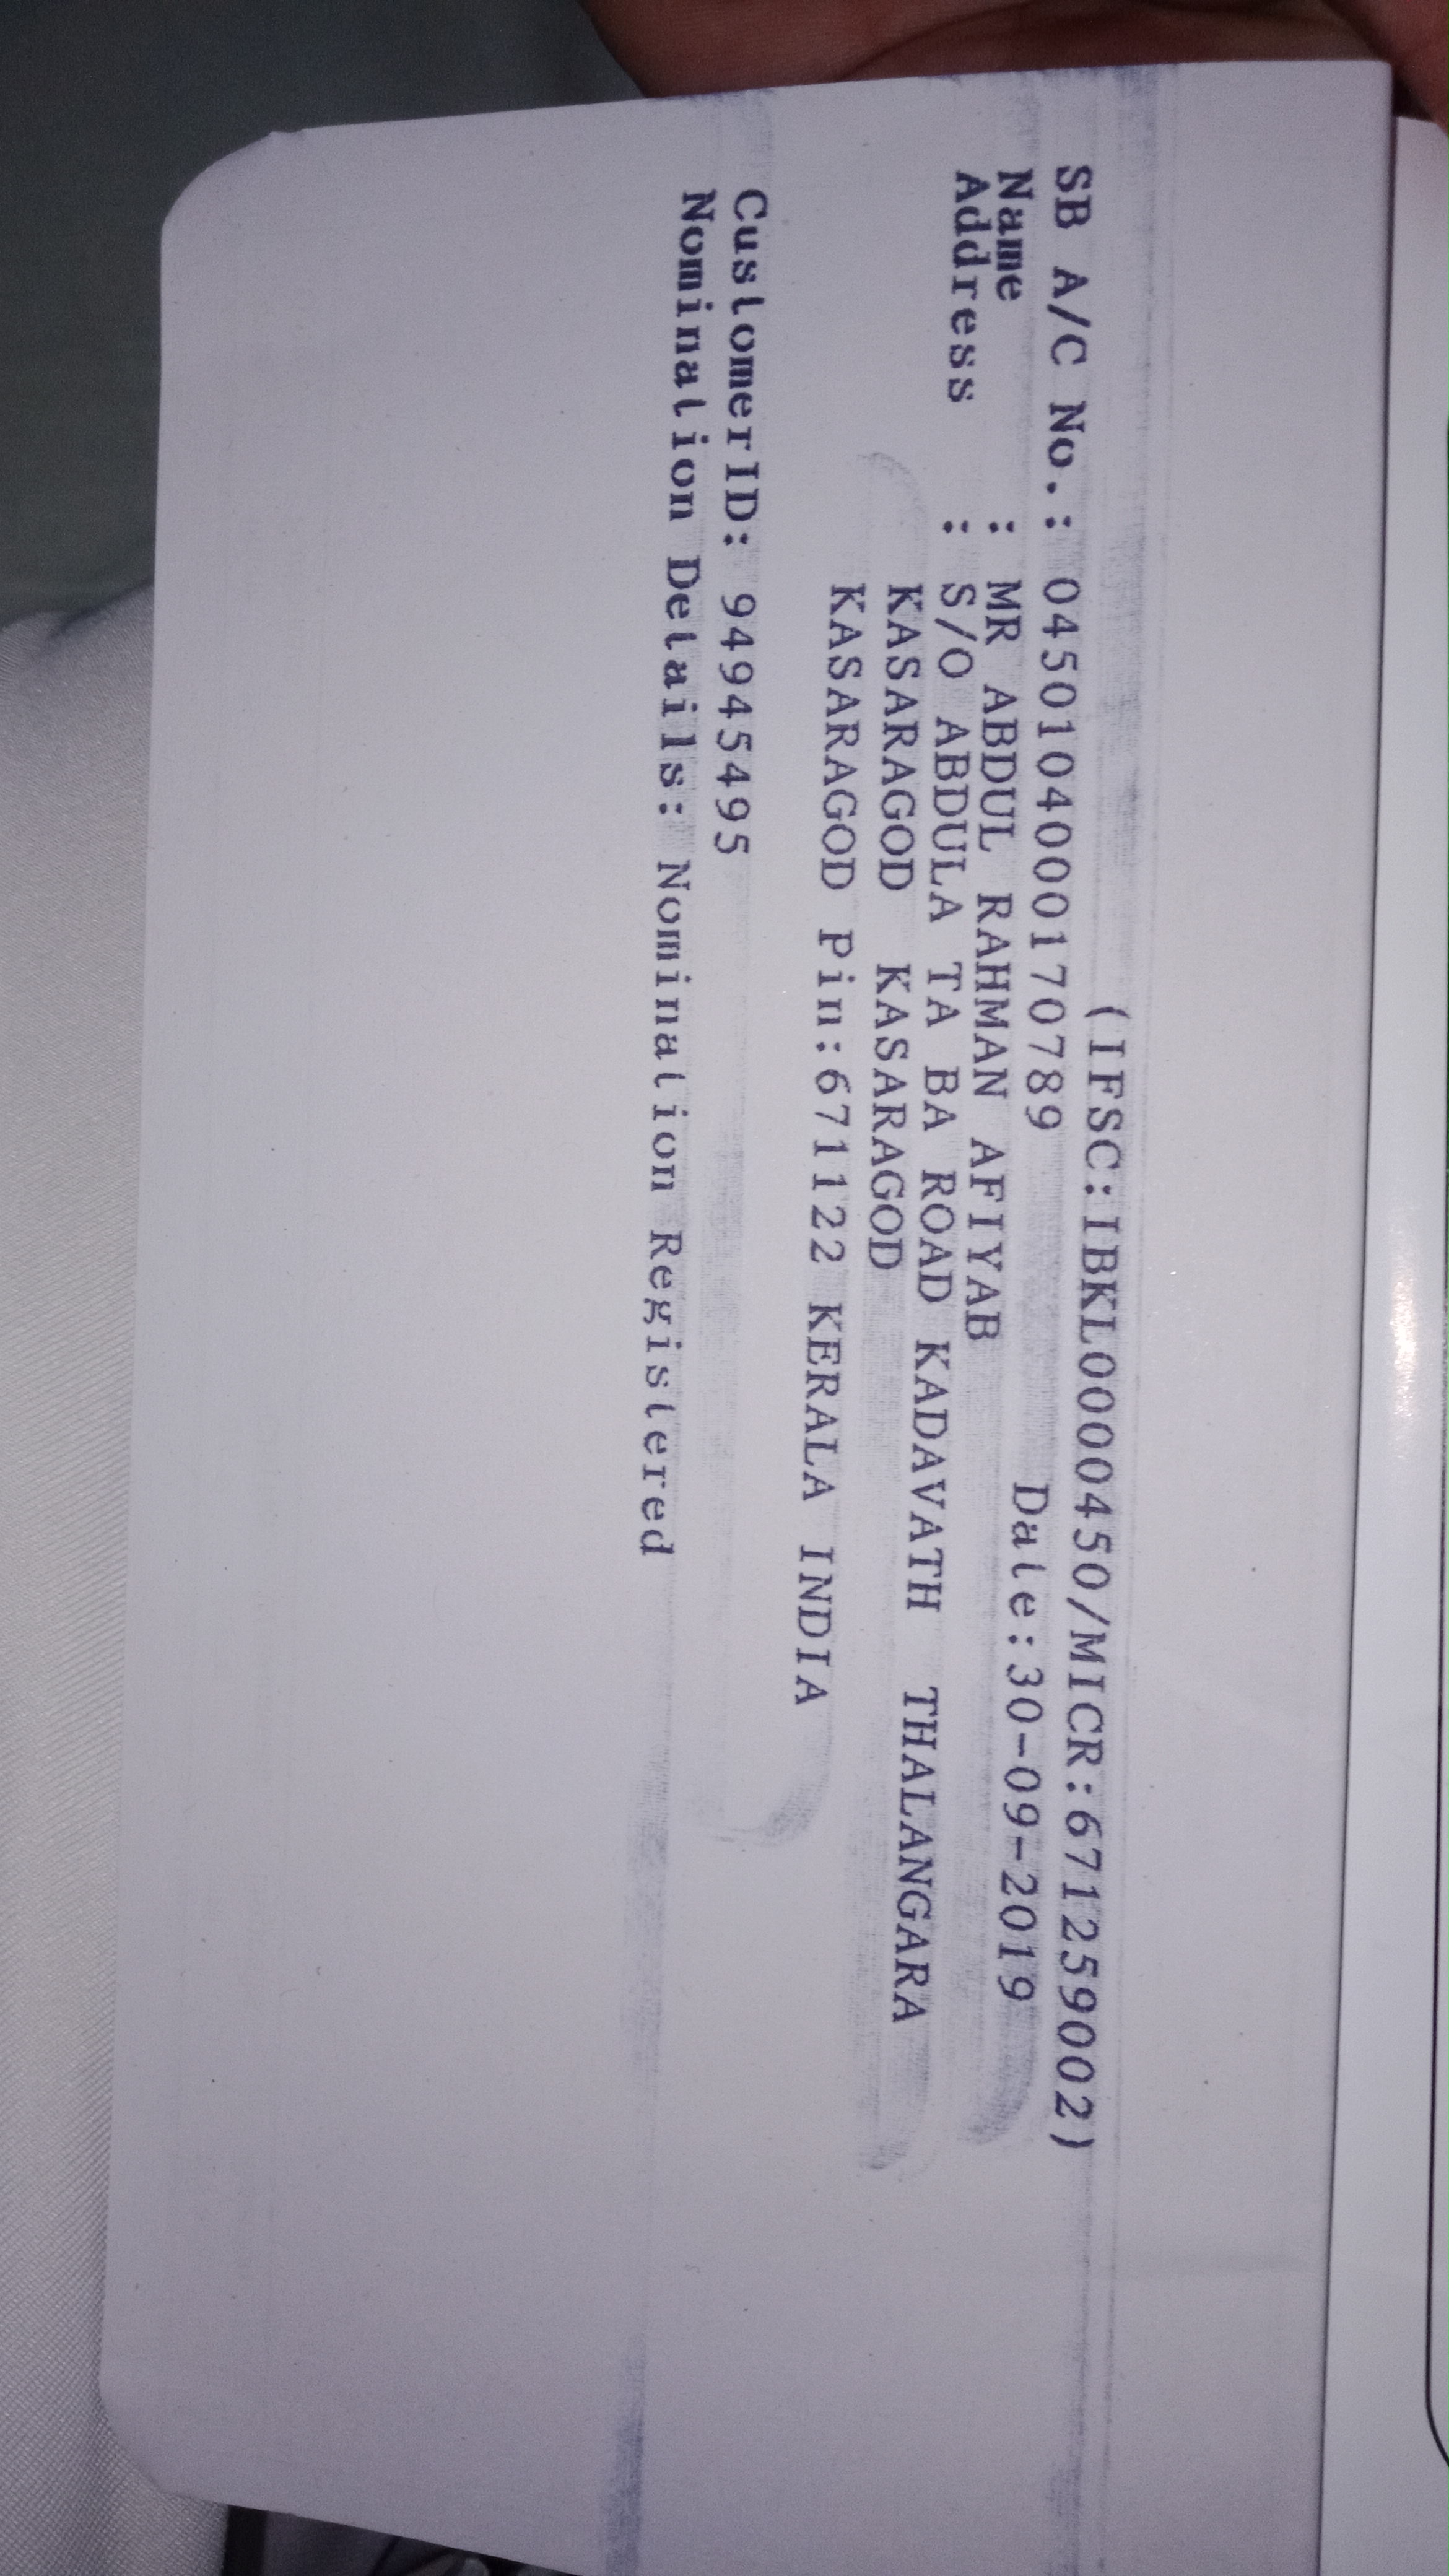 (IFSC:IBKL0000450/MICR:671259002)
SB A/C No.: 0450104000170789 Date:30-09-2019
Name : MR ABDUL RAHMAN AFIYAB
Address : S/O ABDULA TA BA ROAD KADAVATH THALANGARA
KASARAGOD KASARAGOD
KASARAGOD Pin:671122 KERALA INDIA
CustomerID: 94945495
Nomination Details: Nomination Registered